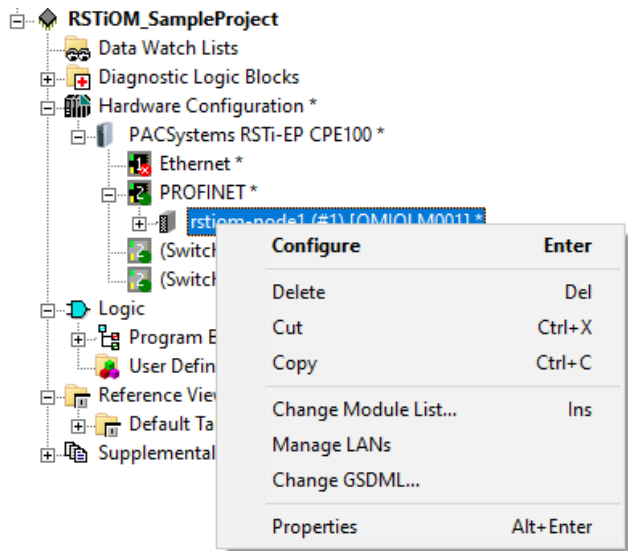 RSTiOM_SampleProject
Data Watch Lists
Diagnostic Logic Blocks
Hardware Configuration *
PACSystems RSTi-EP CPE100 *
Ethernet *
PROFINET *
rstiom-node1 (#1) [OMIOLM001] *
(Switch
(Switch
Logic
Program B
User Defin
Reference Vie
Default Ta
Supplemental
Configure Enter
Delete Del
Cut Ctrl+X
Copy Ctrl+C
Change Module List... Ins
Manage LANs
Change GSDML...
Properties Alt+Enter